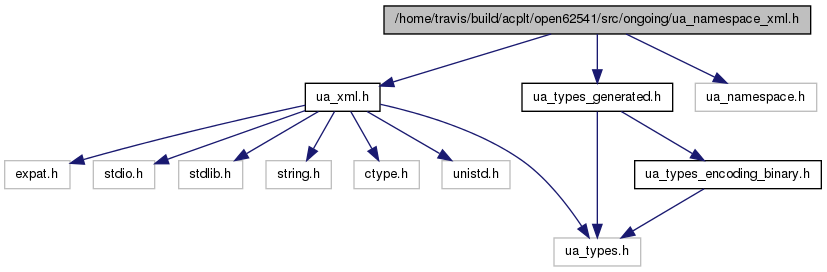 /home/travis/build/acplt/open62541/src/ongoing/ua_namespace_xml.h
ua_xml.h
ua_types_generated.h
ua_namespace.h
expat.h
stdio.h
stdlib.h
string.h
ctype.h
unistd.h
ua_types_encoding_binary.h
ua_types.h